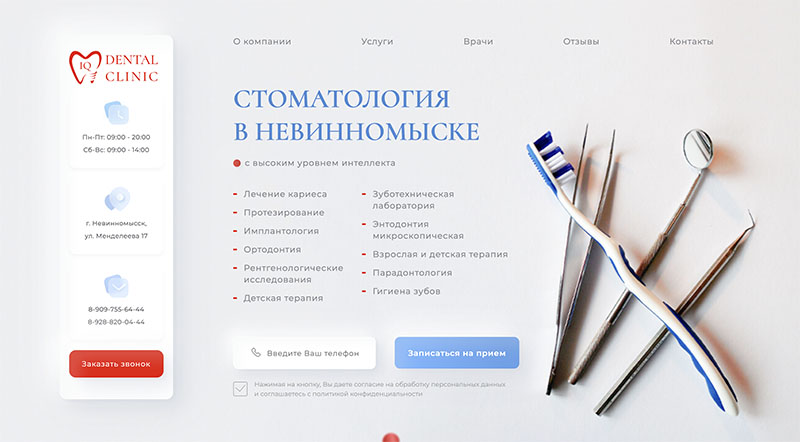 IQ
DENTAL
CLINIC
Пн-Пт: 09:00 - 20:00
Сб-Вс: 09:00 - 14:00
г. Невинномысск,
ул. Менделеева 17
8-909-755-64-44
8-928-820-04-44
Заказать звонок
О компании
Услуги
Врачи
Отзывы
Контакты
СТОМАТОЛОГИЯ
В НЕВИННОМЫСКЕ
с высоким уровнем интеллекта
Лечение кариеса
Протезирование
Имплантология
Ортодонтия
Рентгенологические
исследования
Детская терапия
Зуботехническая
лаборатория
Энтодонтия
микроскопическая
Взрослая и детская терапия
Парадонтология
Гигиена зубов
Введите Ваш телефон
Записаться на прием
Нажимая на кнопку, Вы даете согласие на обработку персональных данных
и соглашаетесь с политикой конфиденциальности